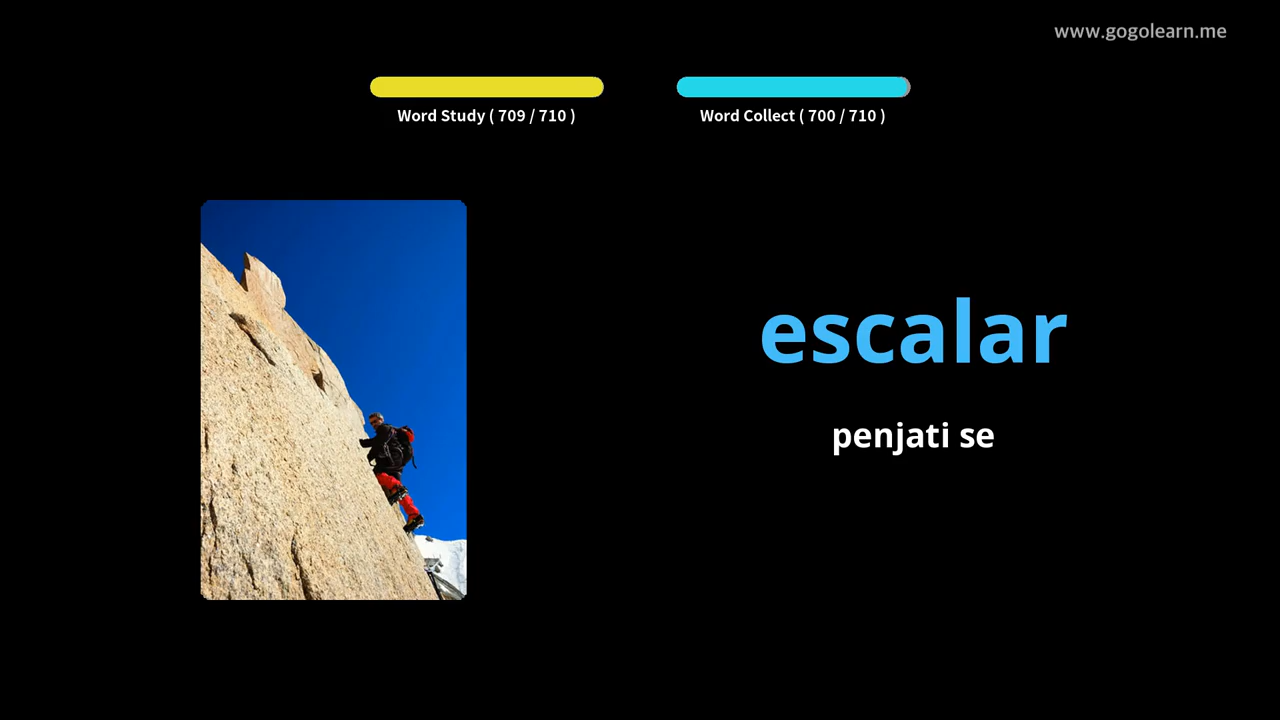 www.gogolearn.me
Word Study ( 709 / 710 )
Word Collect ( 700 / 710 )
escalar
penjati se